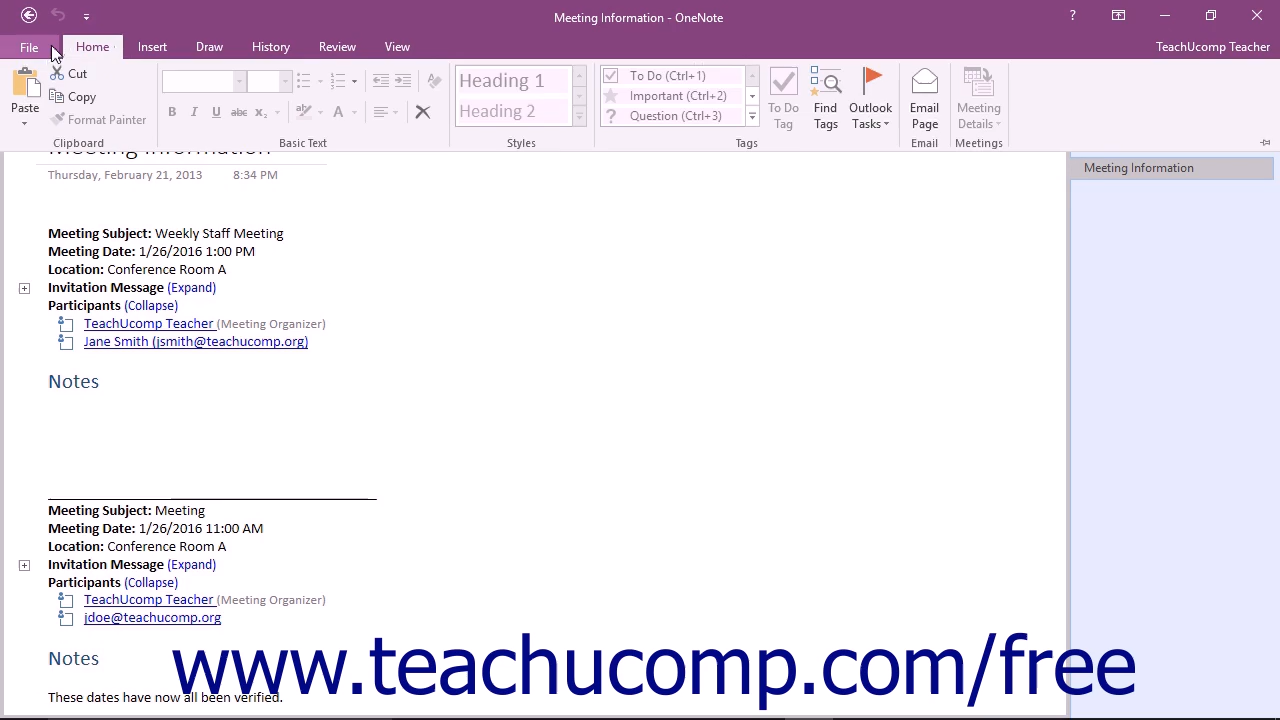 Meeting Information - OneNote
?
File Home Insert Draw History Review View TeachUcomp Teacher
Paste
Cut
Copy
Format Painter
Clipboard
B I U abc x₂ A
Basic Text
Heading 1
Heading 2
Styles
To Do (Ctrl+1)
Important (Ctrl+2)
? Question (Ctrl+3)
To Do
Tag
Find
Tags
Outlook
Tasks
Tags
Email
Page
Email
Meeting
Details
Meetings
Meeting Information
Thursday, February 21, 2013 8:34 PM
Meeting Subject: Weekly Staff Meeting
Meeting Date: 1/26/2016 1:00 PM
Location: Conference Room A
Invitation Message (Expand)
Participants (Collapse)
TeachUcomp Teacher (Meeting Organizer)
Jane Smith (jsmith@teachucomp.org)
Notes
Meeting Subject: Meeting
Meeting Date: 1/26/2016 11:00 AM
Location: Conference Room A
Invitation Message (Expand)
Participants (Collapse)
TeachUcomp Teacher (Meeting Organizer)
jdoe@teachucomp.org
Notes
These dates have now all been verified.
Meeting Information
www.teachucomp.com/free